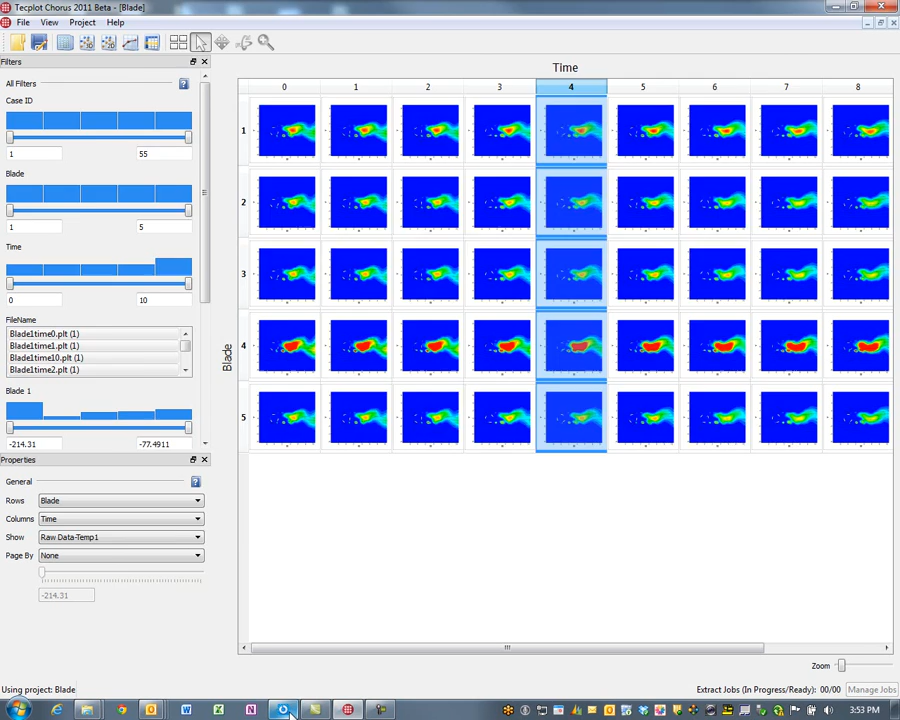 Tecplot Chorus 2011 Beta - [Blade]
File View Project Help
Filters
All Filters
Case ID
1 55
Blade
1 5
Time
0 10
FileName
Blade1time0.plt (1)
Blade1time1.plt (1)
Blade1time10.plt (1)
Blade1time2.plt (1)
Blade 1
-214.31 -77.4911
Properties
General
Rows Blade
Columns Time
Show Raw Data-Temp1
Page By None
-214.31
Time
0 1 2 3 4 5 6 7 8
1
2
3
Blade
4
5
Zoom
Using project: Blade
Extract Jobs (In Progress/Ready): 00/00 Manage Jobs
3:53 PM